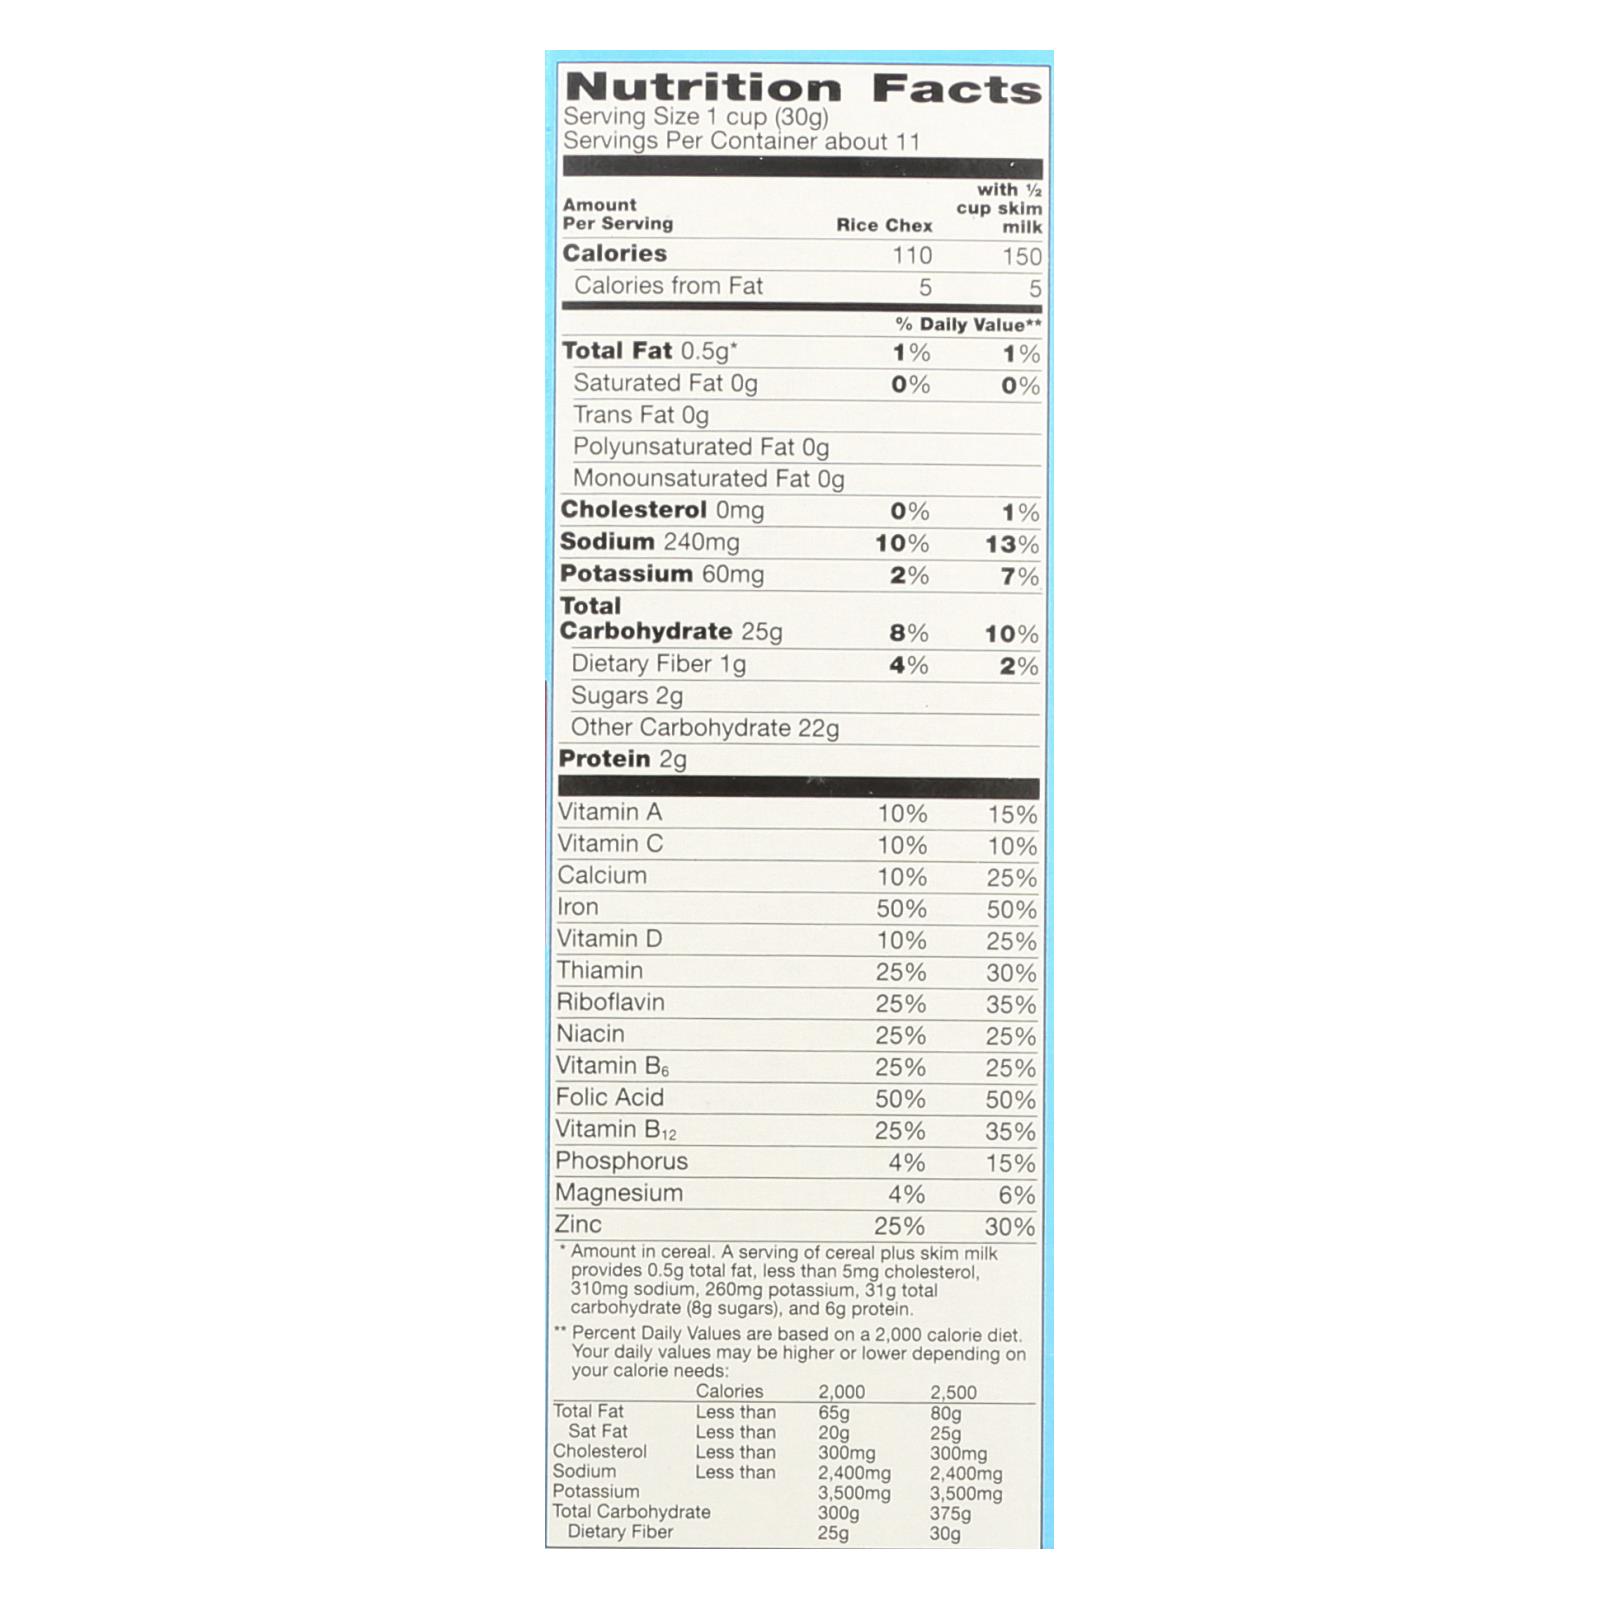 Nutrition Facts
Serving Size 1 cup (30g)
Servings Per Container about 11
Amount Per Serving Rice Chex with ½ cup skim milk
Calories 110 150
Calories from Fat 5 5
% Daily Value**
Total Fat 0.5g* 1% 1%
Saturated Fat 0g 0% 0%
Trans Fat 0g
Polyunsaturated Fat 0g
Monounsaturated Fat 0g
Cholesterol 0mg 0% 1%
Sodium 240mg 10% 13%
Potassium 60mg 2% 7%
Total
Carbohydrate 25g 8% 10%
Dietary Fiber 1g 4% 2%
Sugars 2g
Other Carbohydrate 22g
Protein 2g
Vitamin A 10% 15%
Vitamin C 10% 10%
Calcium 10% 25%
Iron 50% 50%
Vitamin D 10% 25%
Thiamin 25% 30%
Riboflavin 25% 35%
Niacin 25% 25%
Vitamin B₆ 25% 25%
Folic Acid 50% 50%
Vitamin B₁₂ 25% 35%
Phosphorus 4% 15%
Magnesium 4% 6%
Zinc 25% 30%
* Amount in cereal. A serving of cereal plus skim milk
provides 0.5g total fat, less than 5mg cholesterol,
310mg sodium, 260mg potassium, 31g total
carbohydrate (8g sugars), and 6g protein.
** Percent Daily Values are based on a 2,000 calorie diet.
Your daily values may be higher or lower depending on
your calorie needs:
Calories 2,000 2,500
Total Fat Less than 65g 80g
Sat Fat Less than 20g 25g
Cholesterol Less than 300mg 300mg
Sodium Less than 2,400mg 2,400mg
Potassium 3,500mg 3,500mg
Total Carbohydrate 300g 375g
Dietary Fiber 25g 30g